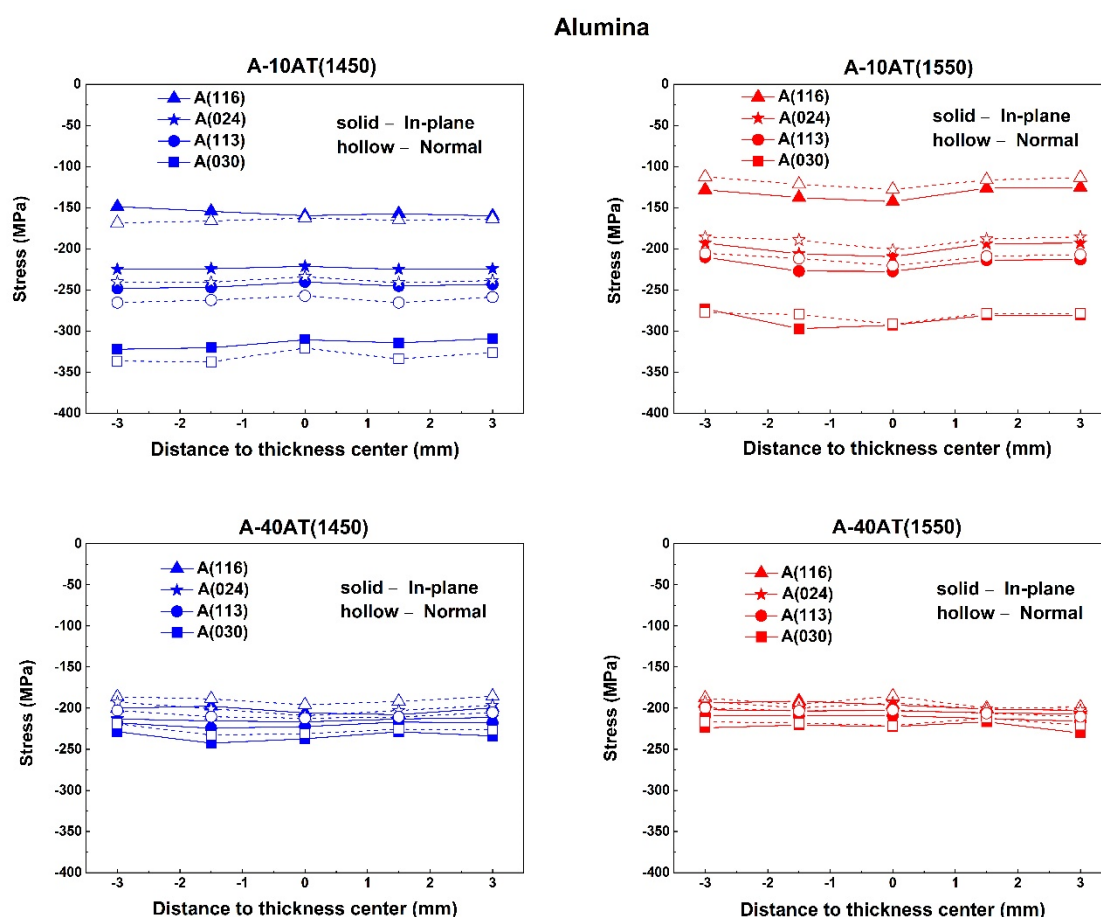 Alumina
A-10AT(1450)
A(116)
A(024)
A(113)
A(030)
solid – In-plane
hollow – Normal
0
-50
-100
-150
-200
-250
-300
-350
-400
Stress (MPa)
-3 -2 -1 0 1 2 3
Distance to thickness center (mm)
A-10AT(1550)
A(116)
A(024)
A(113)
A(030)
solid – In-plane
hollow – Normal
0
-50
-100
-150
-200
-250
-300
-350
-400
Stress (MPa)
-3 -2 -1 0 1 2 3
Distance to thickness center (mm)
A-40AT(1450)
A(116)
A(024)
A(113)
A(030)
solid – In-plane
hollow – Normal
0
-50
-100
-150
-200
-250
-300
-350
-400
Stress (MPa)
-3 -2 -1 0 1 2 3
Distance to thickness center (mm)
A-40AT(1550)
A(116)
A(024)
A(113)
A(030)
solid – In-plane
hollow – Normal
0
-50
-100
-150
-200
-250
-300
-350
-400
Stress (MPa)
-3 -2 -1 0 1 2 3
Distance to thickness center (mm)